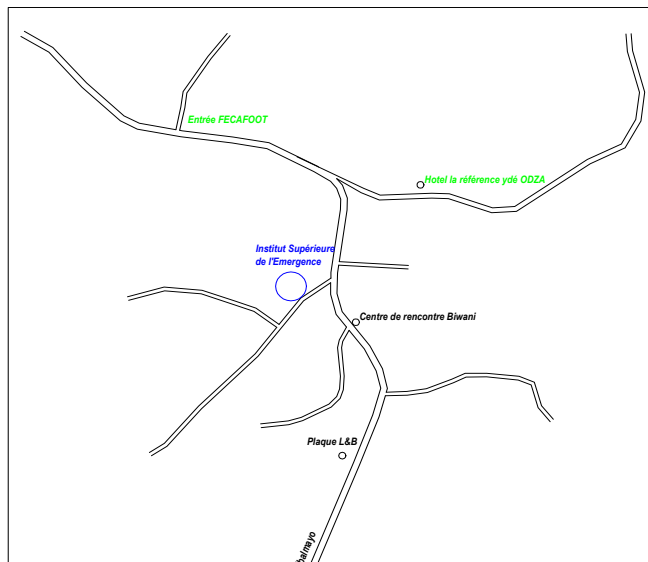 Entrée FECAFOOT
Hotel la référence ydé ODZA
Institut Supérieure
de l'Emergence
Centre de rencontre Biwani
Plaque L&B